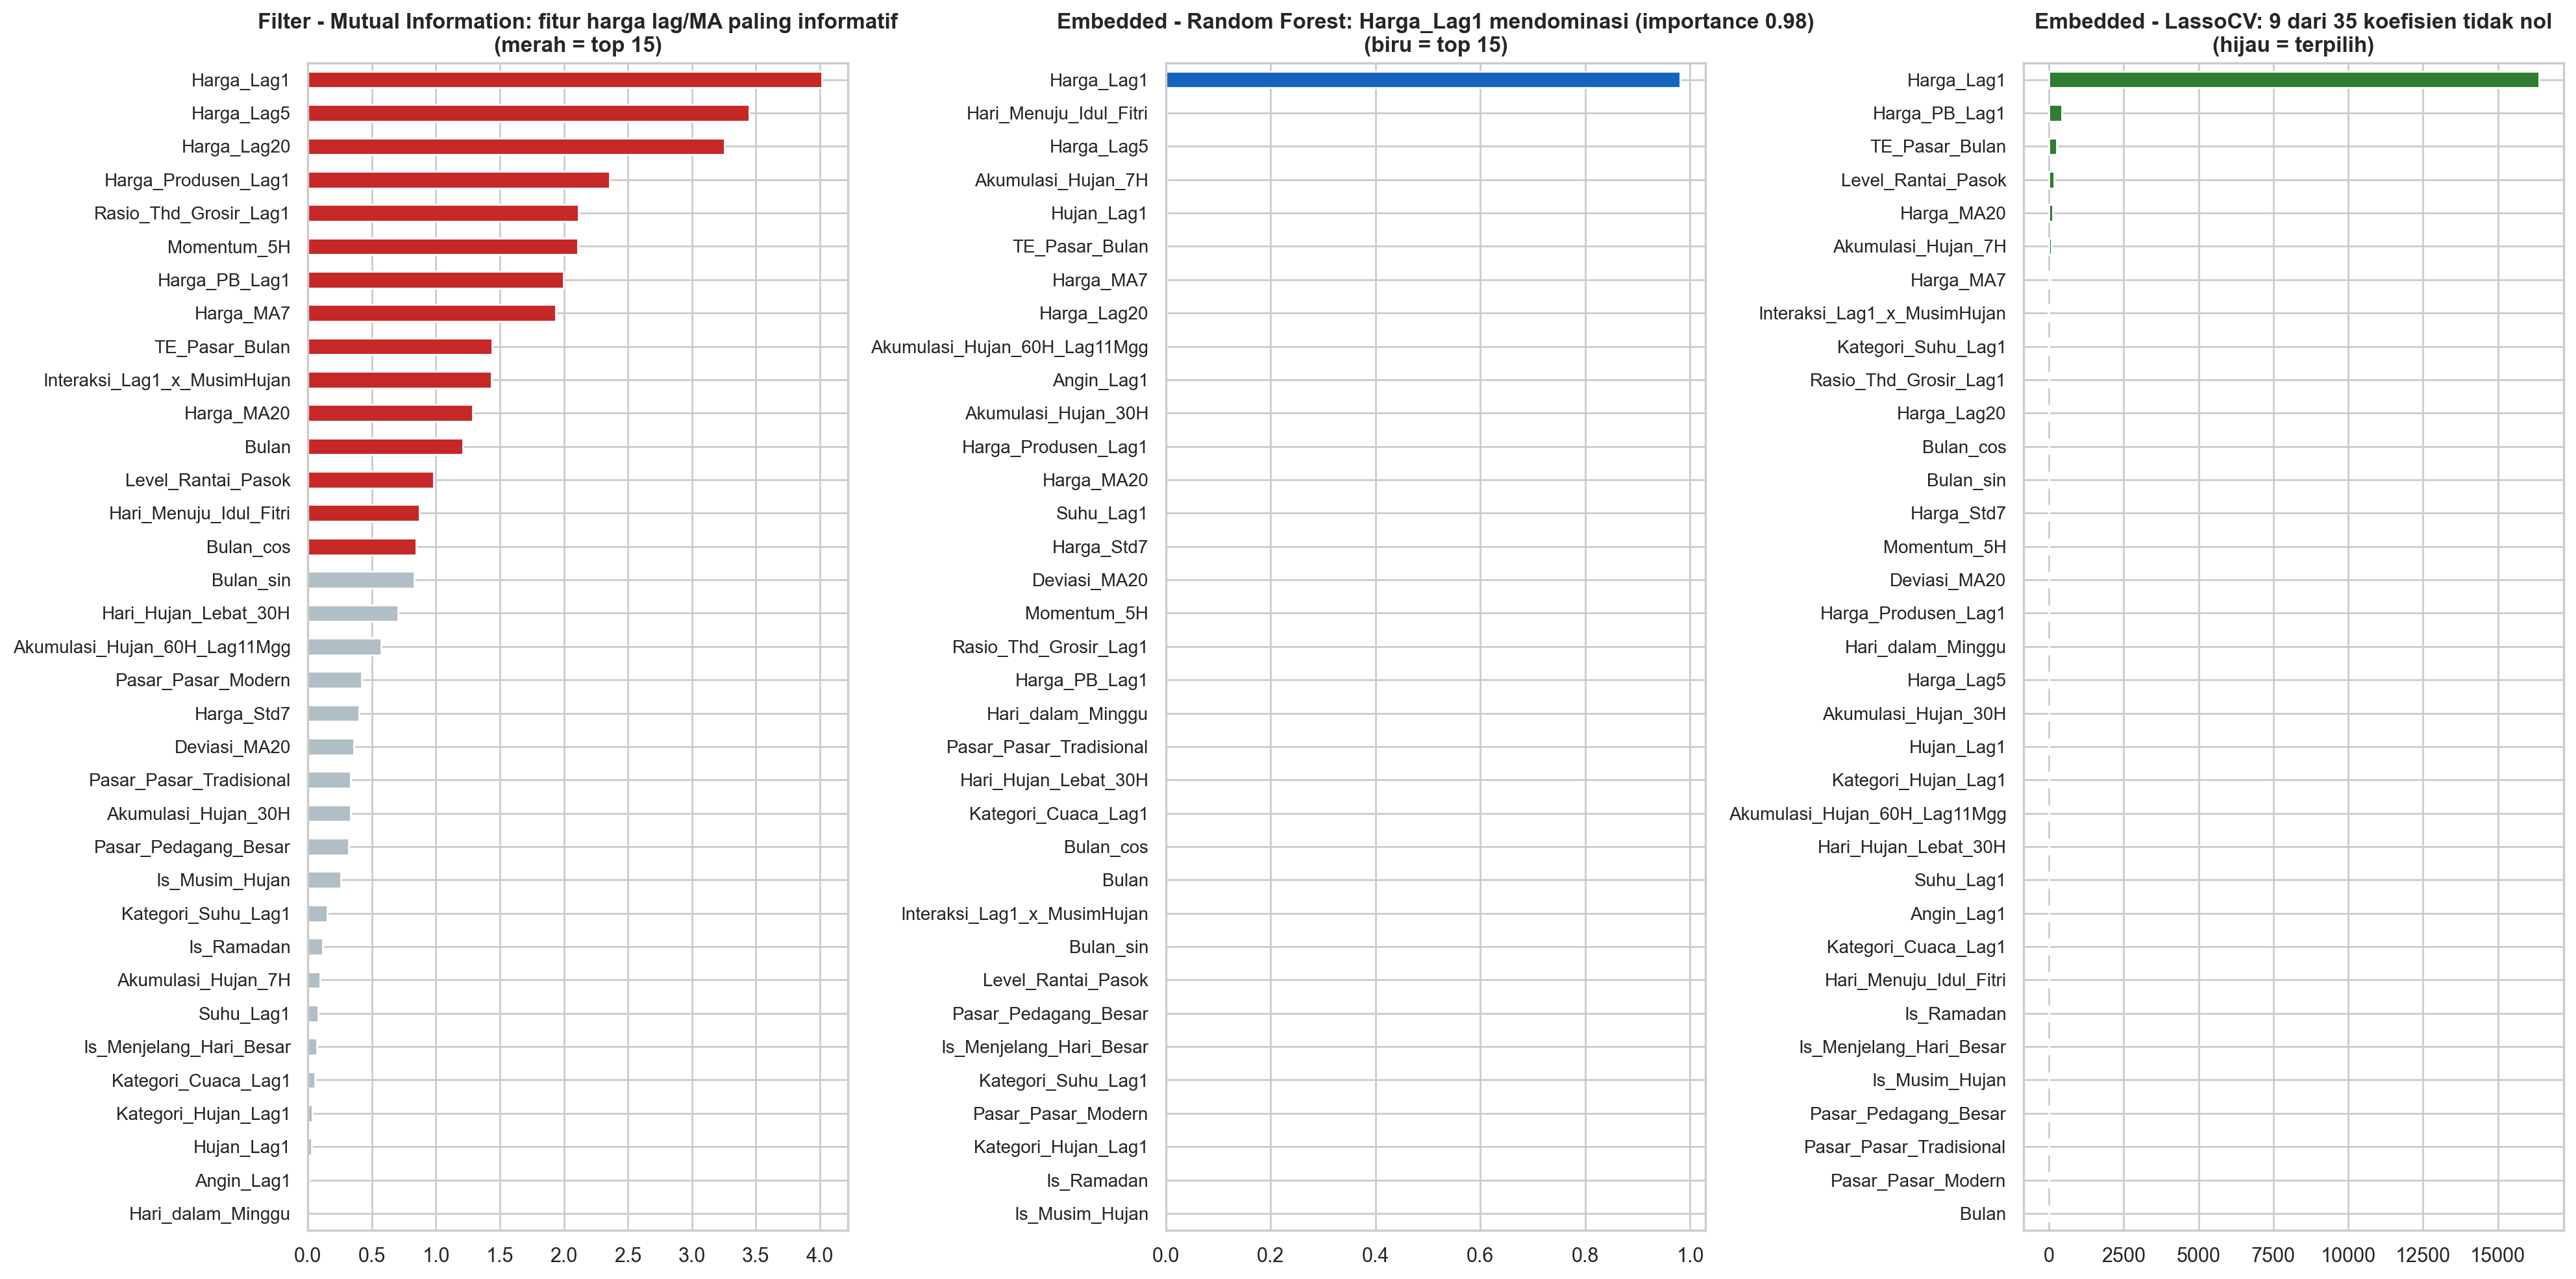 Filter - Mutual Information: fitur harga lag/MA paling informatif
(merah = top 15)
Harga_Lag1
Harga_Lag5
Harga_Lag20
Harga_Produsen_Lag1
Rasio_Thd_Grosir_Lag1
Momentum_5H
Harga_PB_Lag1
Harga_MA7
TE_Pasar_Bulan
Interaksi_Lag1_x_MusimHujan
Harga_MA20
Bulan
Level_Rantai_Pasok
Hari_Menuju_Idul_Fitri
Bulan_cos
Bulan_sin
Hari_Hujan_Lebat_30H
Akumulasi_Hujan_60H_Lag11Mgg
Pasar_Pasar_Modern
Harga_Std7
Deviasi_MA20
Pasar_Pasar_Tradisional
Akumulasi_Hujan_30H
Pasar_Pedagang_Besar
Is_Musim_Hujan
Kategori_Suhu_Lag1
Is_Ramadan
Akumulasi_Hujan_7H
Suhu_Lag1
Is_Menjelang_Hari_Besar
Kategori_Cuaca_Lag1
Kategori_Hujan_Lag1
Hujan_Lag1
Angin_Lag1
Hari_dalam_Minggu
0.0 0.5 1.0 1.5 2.0 2.5 3.0 3.5 4.0
Embedded - Random Forest: Harga_Lag1 mendominasi (importance 0.98)
(biru = top 15)
Harga_Lag1
Hari_Menuju_Idul_Fitri
Harga_Lag5
Akumulasi_Hujan_7H
Hujan_Lag1
TE_Pasar_Bulan
Harga_MA7
Harga_Lag20
Akumulasi_Hujan_60H_Lag11Mgg
Angin_Lag1
Akumulasi_Hujan_30H
Harga_Produsen_Lag1
Harga_MA20
Suhu_Lag1
Harga_Std7
Deviasi_MA20
Momentum_5H
Rasio_Thd_Grosir_Lag1
Harga_PB_Lag1
Hari_dalam_Minggu
Pasar_Pasar_Tradisional
Hari_Hujan_Lebat_30H
Kategori_Cuaca_Lag1
Bulan_cos
Bulan
Interaksi_Lag1_x_MusimHujan
Bulan_sin
Level_Rantai_Pasok
Pasar_Pedagang_Besar
Is_Menjelang_Hari_Besar
Kategori_Suhu_Lag1
Pasar_Pasar_Modern
Kategori_Hujan_Lag1
Is_Ramadan
Is_Musim_Hujan
0.0 0.2 0.4 0.6 0.8 1.0
Embedded - LassoCV: 9 dari 35 koefisien tidak nol
(hijau = terpilih)
Harga_Lag1
Harga_PB_Lag1
TE_Pasar_Bulan
Level_Rantai_Pasok
Harga_MA20
Akumulasi_Hujan_7H
Harga_MA7
Interaksi_Lag1_x_MusimHujan
Kategori_Suhu_Lag1
Rasio_Thd_Grosir_Lag1
Harga_Lag20
Bulan_cos
Bulan_sin
Harga_Std7
Momentum_5H
Deviasi_MA20
Harga_Produsen_Lag1
Hari_dalam_Minggu
Harga_Lag5
Akumulasi_Hujan_30H
Hujan_Lag1
Kategori_Hujan_Lag1
Akumulasi_Hujan_60H_Lag11Mgg
Hari_Hujan_Lebat_30H
Suhu_Lag1
Angin_Lag1
Kategori_Cuaca_Lag1
Hari_Menuju_Idul_Fitri
Is_Ramadan
Is_Menjelang_Hari_Besar
Is_Musim_Hujan
Pasar_Pedagang_Besar
Pasar_Pasar_Tradisional
Pasar_Pasar_Modern
Bulan
0 2500 5000 7500 10000 12500 15000